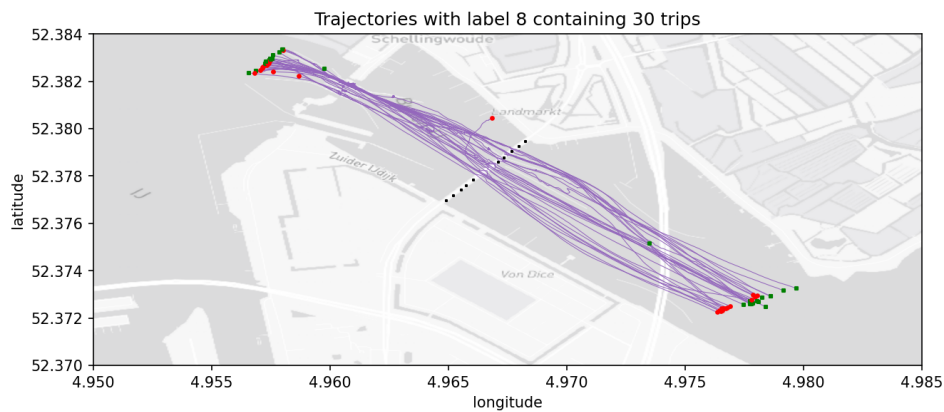 Trajectories with label 8 containing 30 trips
52.384
52.382
52.380
52.378
52.376
52.374
52.372
52.370
latitude
Schellingwoude
Landmarkt
Zuider IJdijk
IJ
Von Dice
4.950
4.955
4.960
4.965
4.970
4.975
4.980
4.985
longitude